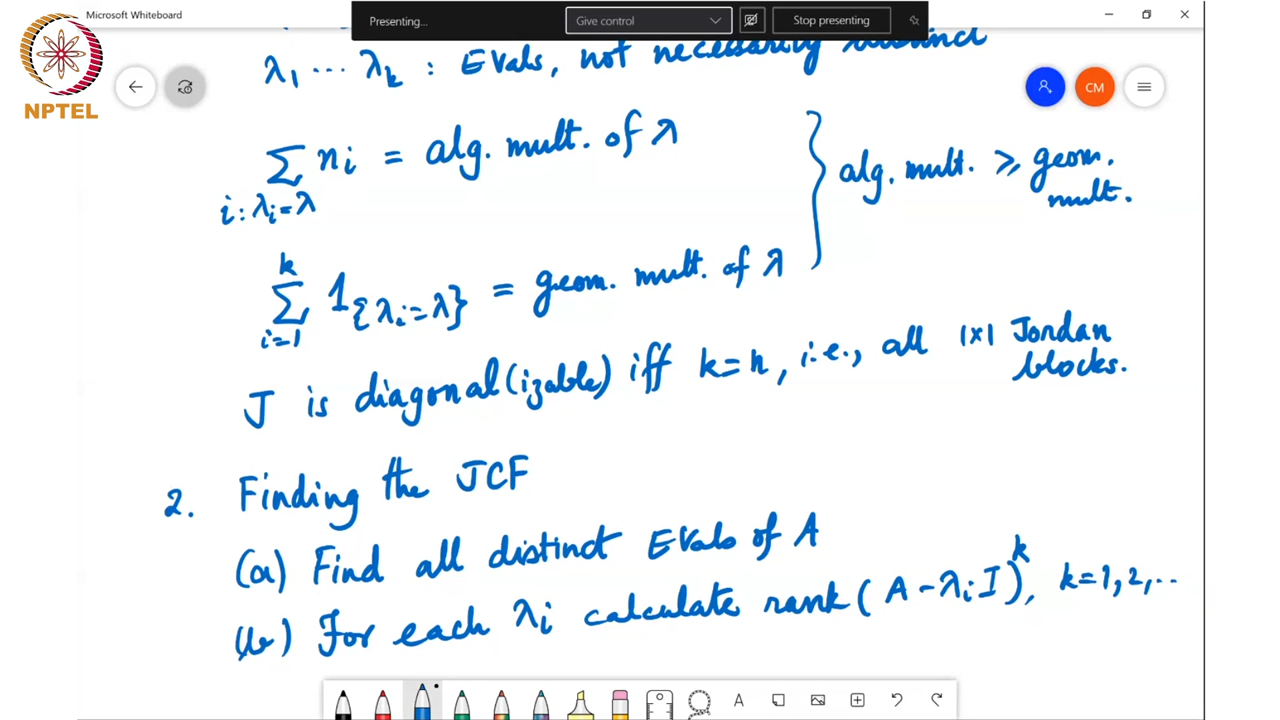 Microsoft Whiteboard
Presenting...
Give control
Stop presenting
NPTEL
CM
λ₁ ... λₖ : Evals, not necessarily distinct
∑ nᵢ = alg. mult. of λ
i : λᵢ = λ
alg. mult. ⩾ geom. mult.
k
∑ 1{λᵢ = λ} = geom. mult. of λ
i=1
J is diagonal(izable) iff k = n, i.e., all 1x1 Jordan blocks.
2. Finding the JCF
(a) Find all distinct Evals of A
(b) For each λᵢ calculate rank (A - λᵢ I)ᵏ, k = 1, 2, ...
A